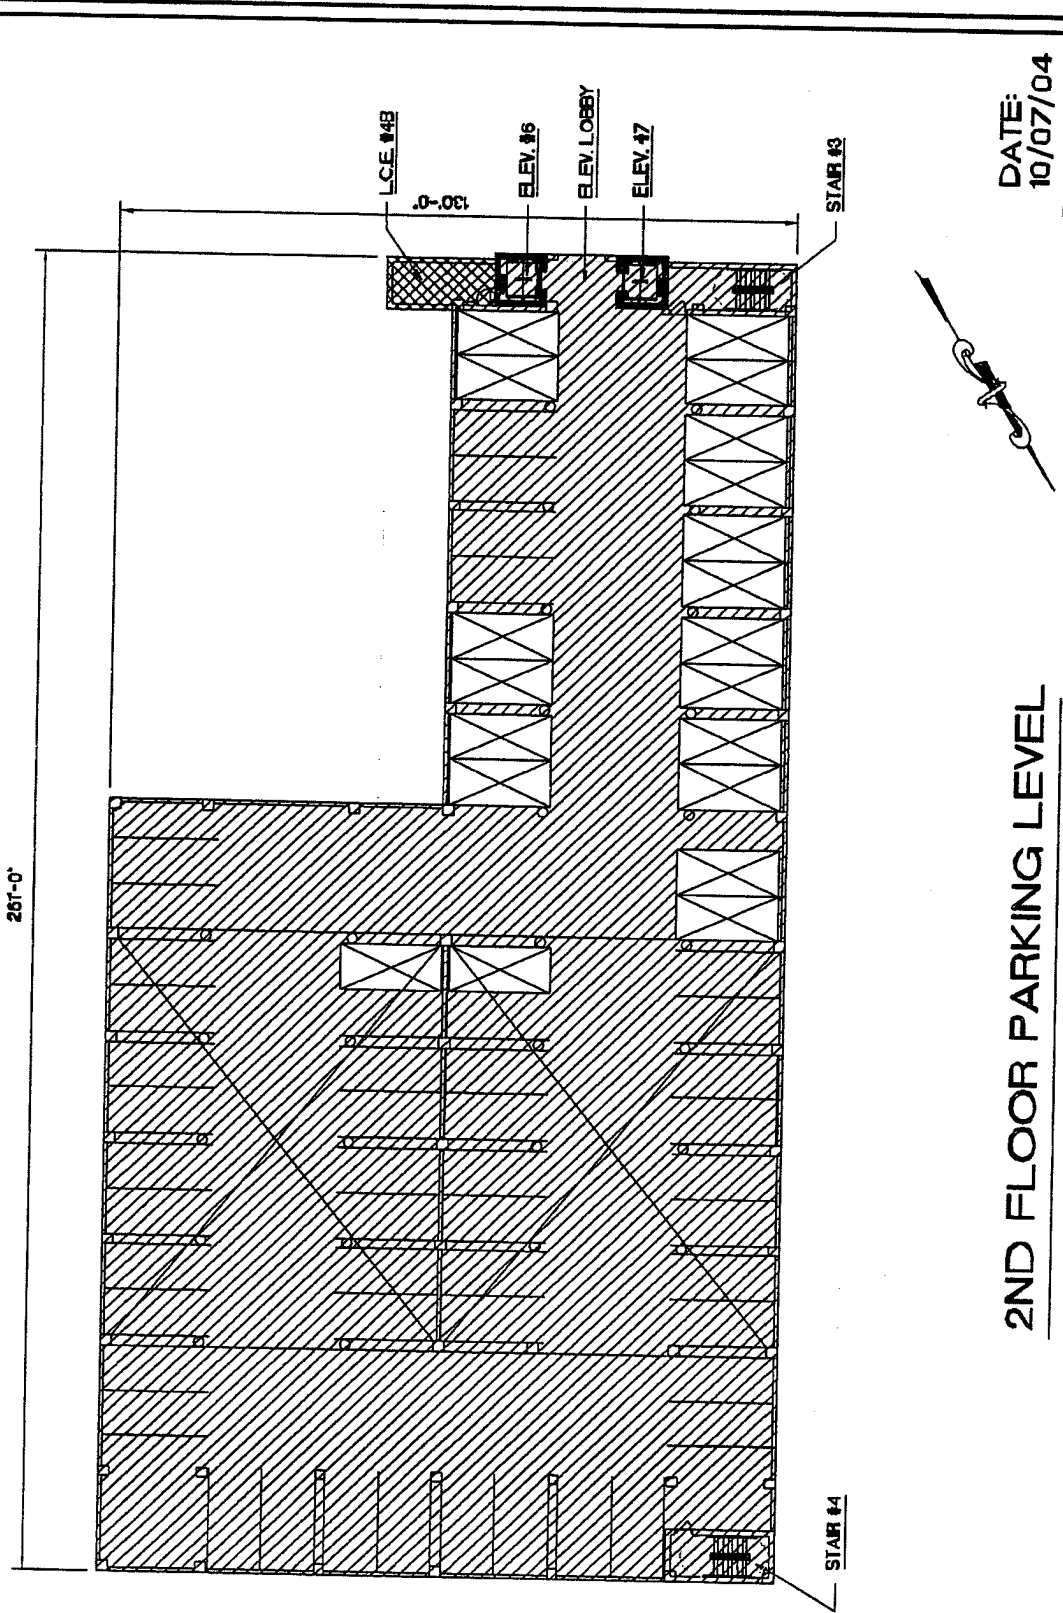 261'-0"
130'-0"
L.C.E. #4B
ELEV. #6
ELEV. LOBBY
ELEV. #7
STAIR #3
STAIR #4
2ND FLOOR PARKING LEVEL
DATE:
10/07/04